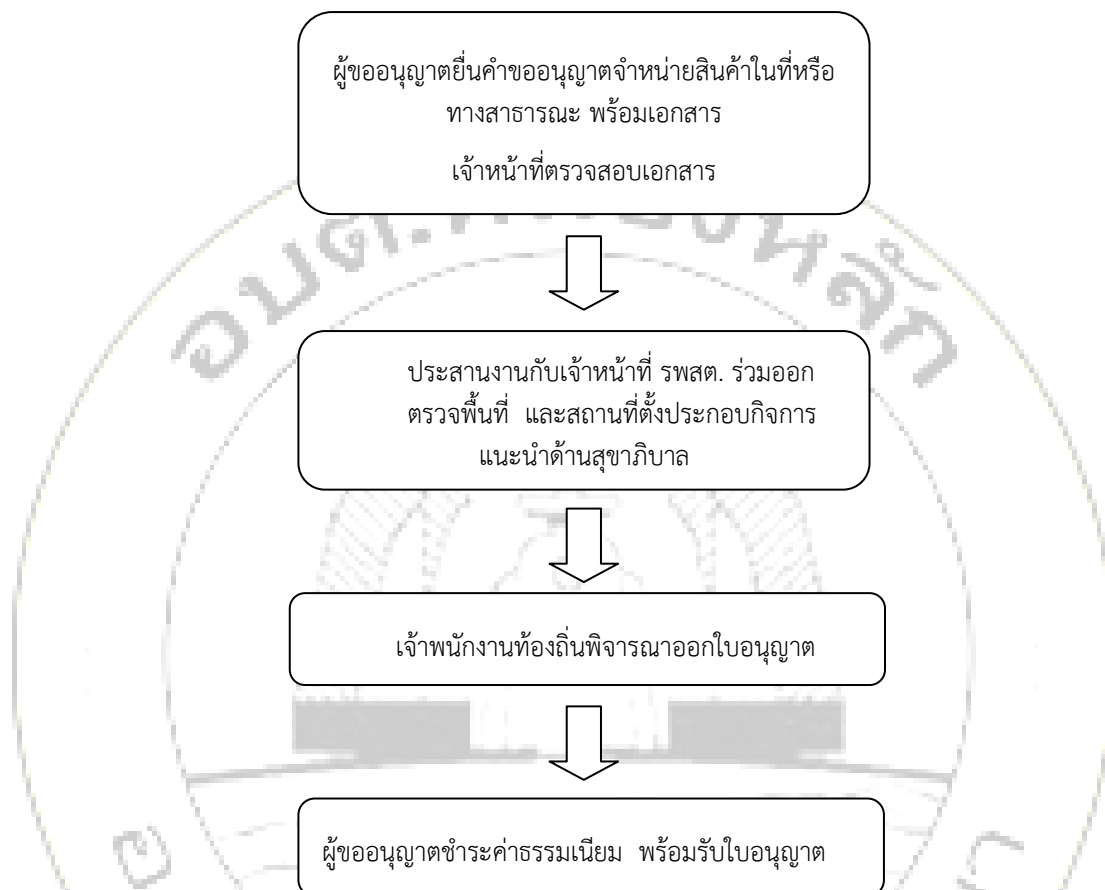 ผู้ขออนุญาตยื่นคำขออนุญาตจำหน่ายสินค้าในที่หรือ
ทางสาธารณะ พร้อมเอกสาร
เจ้าหน้าที่ตรวจสอบเอกสาร
ประสานงานกับเจ้าหน้าที่ รพสต. ร่วมออก
ตรวจพื้นที่ และสถานที่ตั้งประกอบกิจการ
แนะนำด้านสุขาภิบาล
เจ้าพนักงานท้องถิ่นพิจารณาออกใบอนุญาต
ผู้ขออนุญาตชำระค่าธรรมเนียม พร้อมรับใบอนุญาต